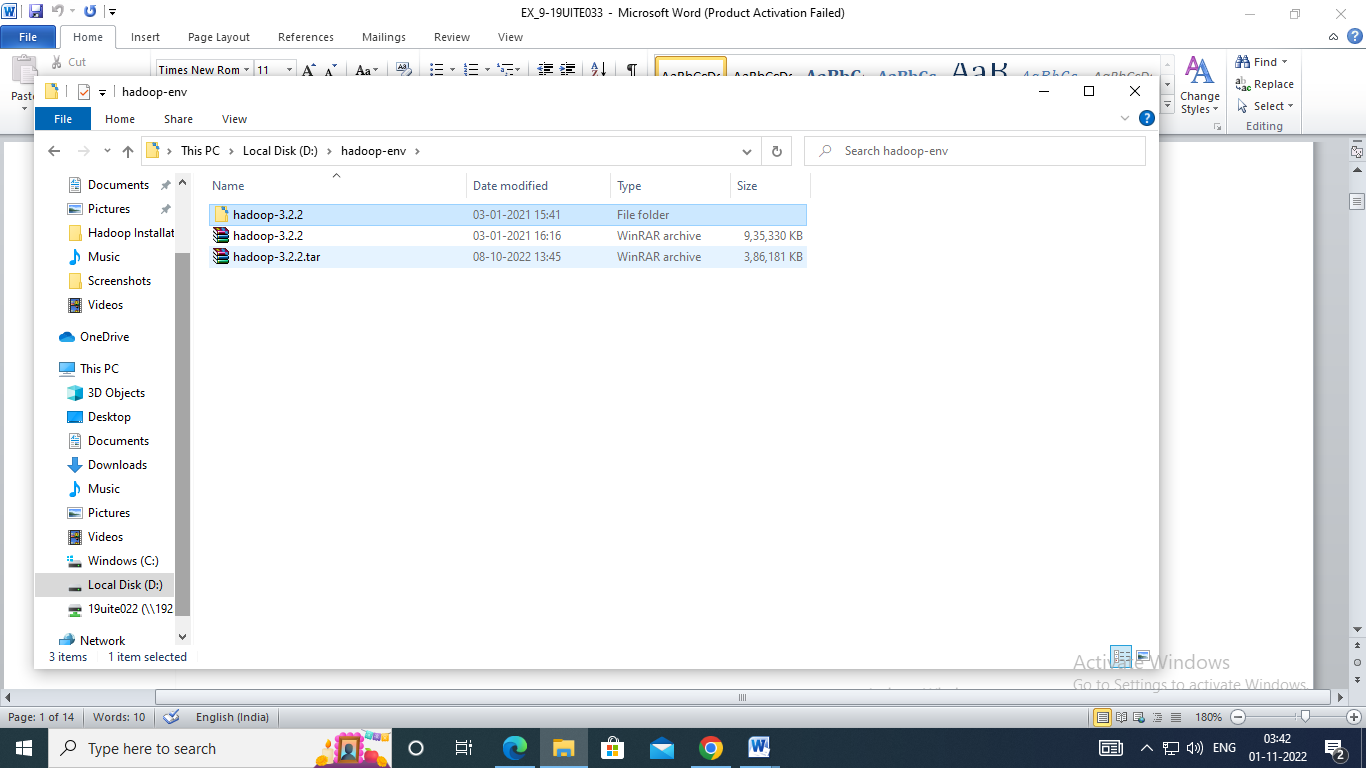 EX_9-19UITE033 - Microsoft Word (Product Activation Failed)
File Home Insert Page Layout References Mailings Review View
Cut
Times New Rom 11
Find
Replace
Select
Change Styles
Editing
hadoop-env
File Home Share View
This PC Local Disk (D:) hadoop-env
Search hadoop-env
Name Date modified Type Size
hadoop-3.2.2 03-01-2021 15:41 File folder
hadoop-3.2.2 03-01-2021 16:16 WinRAR archive 9,35,330 KB
hadoop-3.2.2.tar 08-10-2022 13:45 WinRAR archive 3,86,181 KB
Documents
Pictures
Hadoop Installat
Music
Screenshots
Videos
OneDrive
This PC
3D Objects
Desktop
Documents
Downloads
Music
Pictures
Videos
Windows (C:)
Local Disk (D:)
19uite022 (\\192
Network
3 items 1 item selected
Activate Windows
Go to Settings to activate Windows.
Page: 1 of 14 Words: 10 English (India) 180%
Type here to search
ENG
03:42
01-11-2022
2